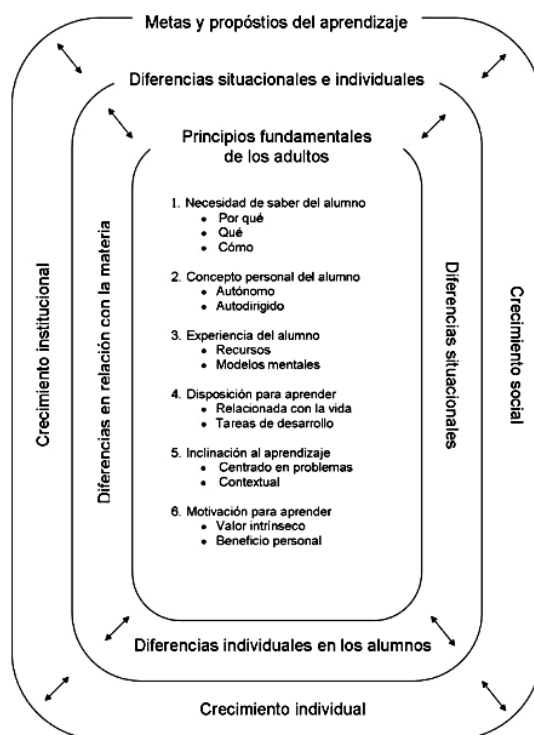 Metas y propóstios del aprendizaje
Diferencias situacionales e individuales
Principios fundamentales
de los adultos
1. Necesidad de saber del alumno
• Por qué
• Qué
• Cómo
2. Concepto personal del alumno
• Autónomo
• Autodirigido
3. Experiencia del alumno
• Recursos
• Modelos mentales
4. Disposición para aprender
• Relacionada con la vida
• Tareas de desarrollo
5. Inclinación al aprendizaje
• Centrado en problemas
• Contextual
6. Motivación para aprender
• Valor intrínseco
• Beneficio personal
Crecimiento institucional
Diferencias en relación con la materia
Diferencias situacionales
Crecimiento social
Diferencias individuales en los alumnos
Crecimiento individual